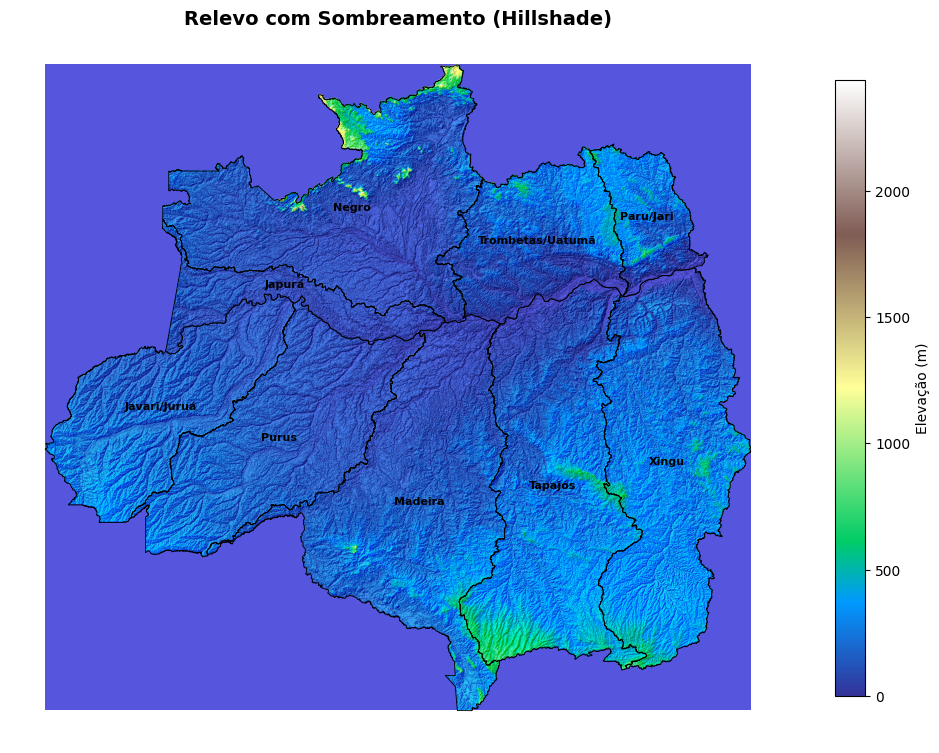 Relevo com Sombreamento (Hillshade)
Negro
Paru/Jari
Trombetas/Uatumã
Japurá
Javari/Juruá
Purus
Xingu
Tapajós
Madeira
2000
1500
1000
500
0
Elevação (m)